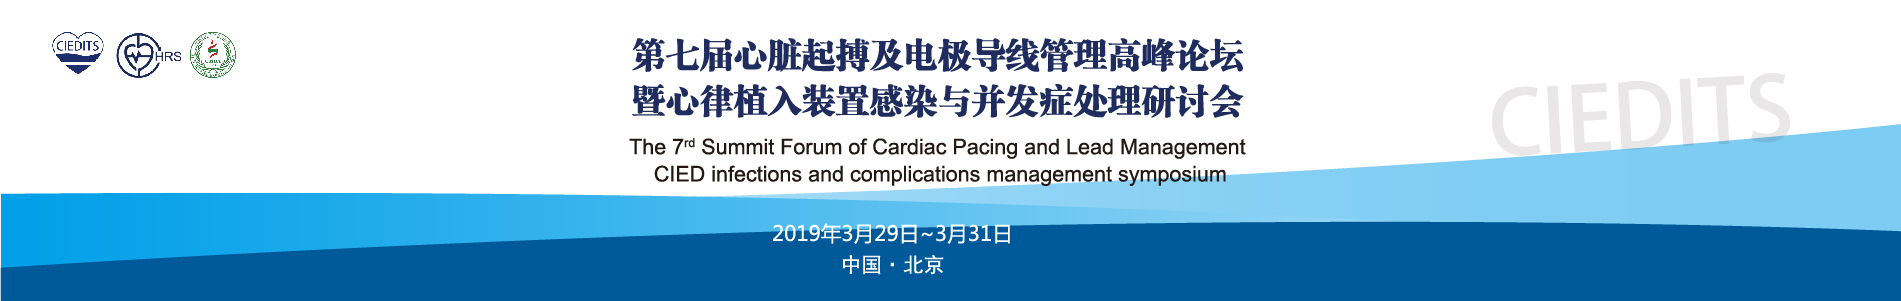 CIEDITS
HRS
第七届心脏起搏及电极导线管理高峰论坛
暨心律植入装置感染与并发症处理研讨会
The 7rd Summit Forum of Cardiac Pacing and Lead Management
CIED infections and complications management symposium
CIEDITS
2019年3月29日~3月31日
中国·北京